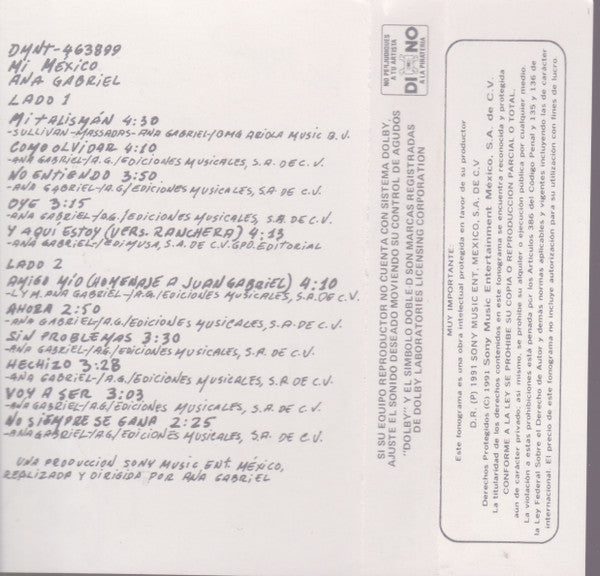 DMNT-463899
MI MÉXICO
ANA GABRIEL
LADO 1
MI TALISMÁN 4:30
-SULLIVAN-MASSADAS-ANA GABRIEL/BMG ARIOLA MUSIC B.V.
COMO OLVIDAR 4:10
-ANA GABRIEL-/A.G./EDICIONES MUSICALES, S.A. DE C.V.
NO ENTIENDO 3:50
-ANA GABRIEL-/A.G./EDICIONES MUSICALES, S.A. DE C.V.
OYE 3:15
-ANA GABRIEL-/A.G./EDICIONES MUSICALES, S.A. DE C.V.
Y AQUI ESTOY (VERS. RANCHERA) 4:13
-ANA GABRIEL-/EDIMUSA, S.A. DE C.V. GPO. EDITORIAL
LADO 2
AMIGO MÍO (HOMENAJE A JUAN GABRIEL) 4:10
-L Y M. ANA GABRIEL-/A.G./EDICIONES MUSICALES, S.A. DE C.V.
AHORA 2:50
-ANA GABRIEL-/A.G./EDICIONES MUSICALES, S.A. DE C.V.
SIN PROBLEMAS 3:30
-ANA GABRIEL-/A.G./EDICIONES MUSICALES, S.A. DE C.V.
HECHIZO 3:28
-ANA GABRIEL-/A.G./EDICIONES MUSICALES, S.A. DE C.V.
VOY A SER 3:03
-ANA GABRIEL-/A.G./EDICIONES MUSICALES, S.A. DE C.V.
NO SIEMPRE SE GANA 2:25
-ANA GABRIEL-/A.G./EDICIONES MUSICALES, S.A. DE C.V.
UNA PRODUCCION SONY MUSIC ENT. MÉXICO,
REALIZADA Y DIRIGIDA POR ANA GABRIEL
NO PERJUDIQUES
A TU ARTISTA
DI NO
A LA PIRATERIA
SI SU EQUIPO REPRODUCTOR NO CUENTA CON SISTEMA DOLBY,
AJUSTE EL SONIDO DESEADO MOVIENDO SU CONTROL DE AGUDOS
"DOLBY" Y EL SIMBOLO DOBLE D SON MARCAS REGISTRADAS
DE DOLBY LABORATORIES LICENSING CORPORATION
MUY IMPORTANTE:
Este fonograma es una obra intelectual protegida en favor de su productor
D.R. (P) 1991 SONY MUSIC ENT. MEXICO, S.A. DE C.V
Derechos Protegidos (C) 1991 Sony Music Entertainment México, S.A. de C.V.
La titularidad de los derechos contenidos en este fonograma se encuentra reconocida y protegida
CONFORME A LA LEY SE PROHIBE SU COPIA O REPRODUCCION PARCIAL O TOTAL,
aun de carácter privado; así mismo, se prohibe su alquiler o ejecución pública por cualquier medio.
La violación a estas prohibiciones está penada por los Artículos 386 del Código Penal y 135 y 136 de
la Ley Federal Sobre el Derecho de Autor y demás normas aplicables y vigentes incluyendo las de carácter
internacional. El precio de este fonograma no incluye autorización para su utilización con fines de lucro.